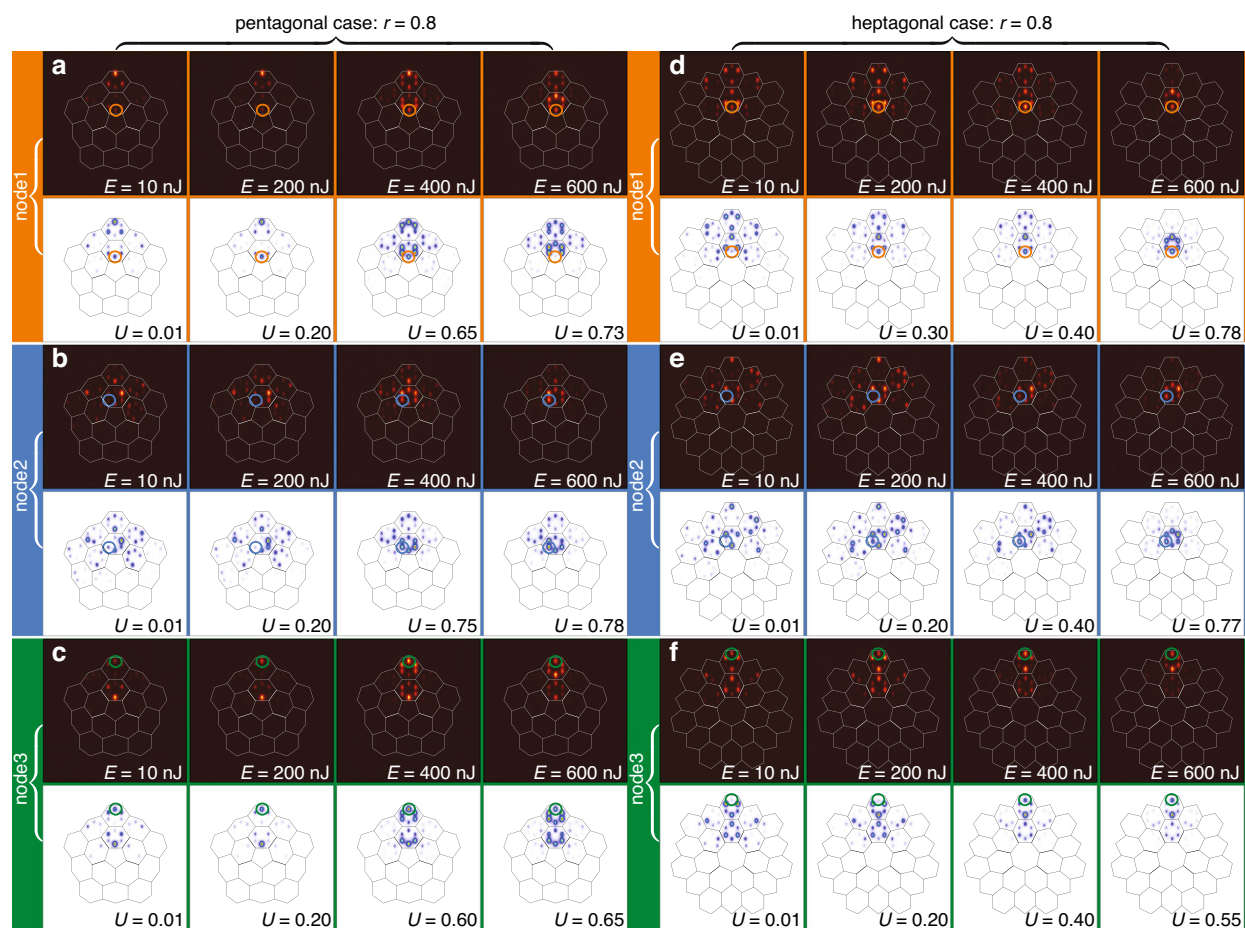 pentagonal case: r = 0.8
heptagonal case: r = 0.8
node1
a
E = 10 nJ
E = 200 nJ
E = 400 nJ
E = 600 nJ
U = 0.01
U = 0.20
U = 0.65
U = 0.73
node1
d
E = 10 nJ
E = 200 nJ
E = 400 nJ
E = 600 nJ
U = 0.01
U = 0.30
U = 0.40
U = 0.78
node2
b
E = 10 nJ
E = 200 nJ
E = 400 nJ
E = 600 nJ
U = 0.01
U = 0.20
U = 0.75
U = 0.78
node2
e
E = 10 nJ
E = 200 nJ
E = 400 nJ
E = 600 nJ
U = 0.01
U = 0.20
U = 0.40
U = 0.77
node3
c
E = 10 nJ
E = 200 nJ
E = 400 nJ
E = 600 nJ
U = 0.01
U = 0.20
U = 0.60
U = 0.65
node3
f
E = 10 nJ
E = 200 nJ
E = 400 nJ
E = 600 nJ
U = 0.01
U = 0.20
U = 0.40
U = 0.55